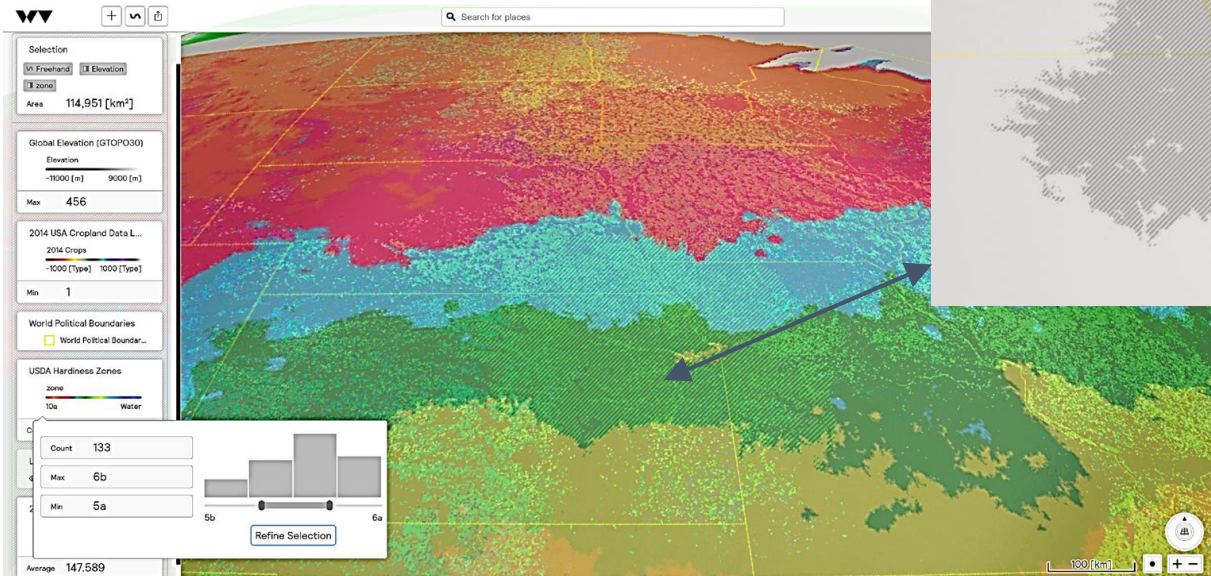 WV
Search for places
Selection
Freehand
Elevation
zone
Area 114,951 [km²]
Global Elevation (GTOPO30)
Elevation
-11000 [m] 9000 [m]
Max 456
2014 USA Cropland Data L...
2014 Crops
-1000 [Type] 1000 [Type]
Min 1
World Political Boundaries
World Political Boundar...
USDA Hardiness Zones
zone
10a Water
Count 133
Max 6b
Min 5a
5b 6a
Refine Selection
Average 147.589
100 [km]